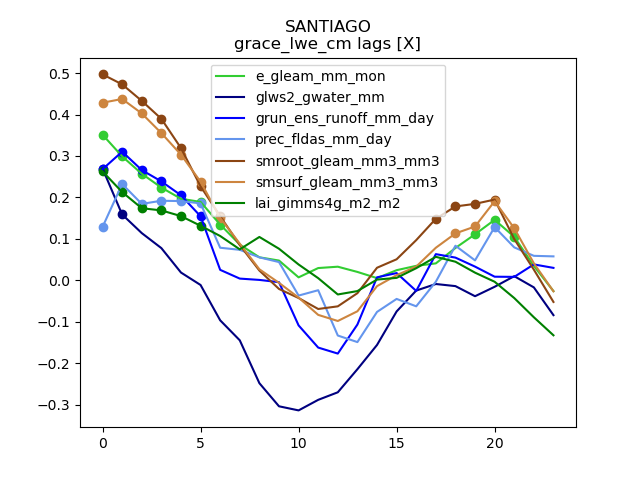 SANTIAGO
grace_lwe_cm lags [X]
0.5
0.4
0.3
0.2
0.1
0.0
−0.1
−0.2
−0.3
e_gleam_mm_mon
glws2_gwater_mm
grun_ens_runoff_mm_day
prec_fldas_mm_day
smroot_gleam_mm3_mm3
smsurf_gleam_mm3_mm3
lai_gimms4g_m2_m2
0 5 10 15 20